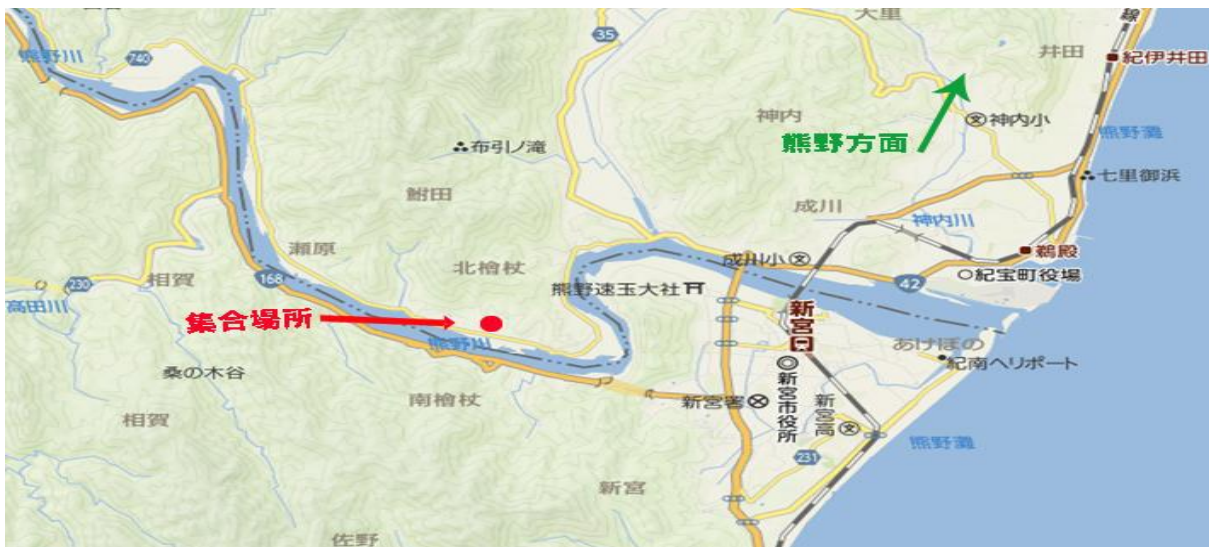 大里
線
井田
紀伊井田
35
740
熊野川
神内
神内小
熊野方面
熊野灘
布引ノ滝
七里御浜
鮒田
成川
神内川
瀬原
鵜殿
相賀
北檜杖
成川小
168
230
熊野速玉大社
42
紀宝町役場
高田川
集合場所
新宮
熊野川
あけぼの
紀南ヘリポート
桑の木谷
新宮市役所
南檜杖
新宮署
新宮高
相賀
熊野灘
231
新宮
佐野